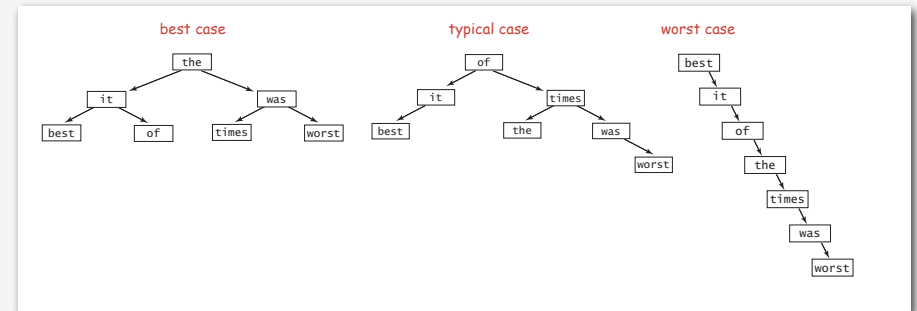 best case
typical case
worst case
the
it
was
best
of
times
worst
of
it
times
best
the
was
worst
best
it
of
the
times
was
worst